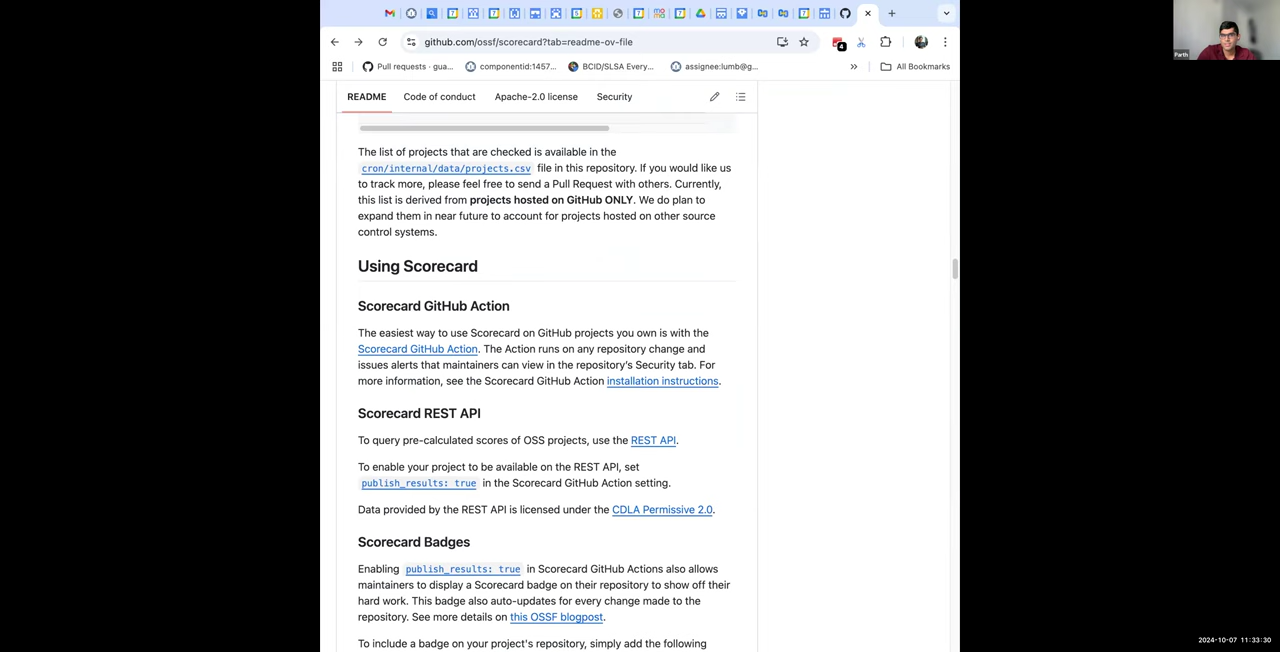 github.com/ossf/scorecard?tab=readme-ov-file
4
Pull requests · gua...
componentid:1457...
BCID/SLSA Every...
assignee:lumb@g...
»
All Bookmarks
README
Code of conduct
Apache-2.0 license
Security
The list of projects that are checked is available in the
cron/internal/data/projects.csv file in this repository. If you would like us
to track more, please feel free to send a Pull Request with others. Currently,
this list is derived from projects hosted on GitHub ONLY. We do plan to
expand them in near future to account for projects hosted on other source
control systems.
Using Scorecard
Scorecard GitHub Action
The easiest way to use Scorecard on GitHub projects you own is with the
Scorecard GitHub Action. The Action runs on any repository change and
issues alerts that maintainers can view in the repository's Security tab. For
more information, see the Scorecard GitHub Action installation instructions.
Scorecard REST API
To query pre-calculated scores of OSS projects, use the REST API.
To enable your project to be available on the REST API, set
publish_results: true in the Scorecard GitHub Action setting.
Data provided by the REST API is licensed under the CDLA Permissive 2.0.
Scorecard Badges
Enabling publish_results: true in Scorecard GitHub Actions also allows
maintainers to display a Scorecard badge on their repository to show off their
hard work. This badge also auto-updates for every change made to the
repository. See more details on this OSSF blogpost.
To include a badge on your project's repository, simply add the following
Parth
2024-10-07 11:33:30